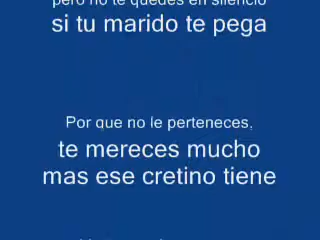 pero no te quedes en silencio
si tu marido te pega
Por que no le perteneces,
te mereces mucho
mas ese cretino tiene